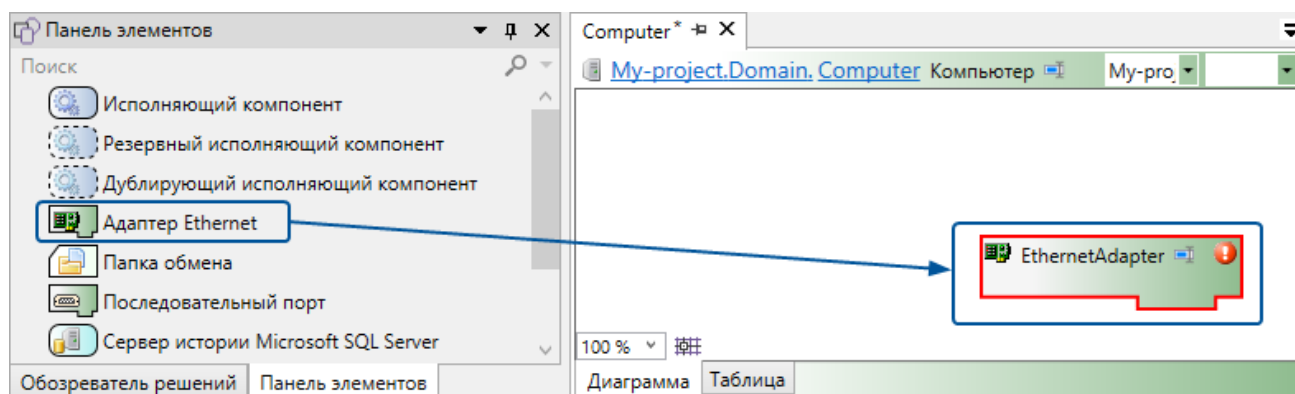 Панель элементов
Поиск
Исполняющий компонент
Резервный исполняющий компонент
Дублирующий исполняющий компонент
Адаптер Ethernet
Папка обмена
Последовательный порт
Сервер истории Microsoft SQL Server
Обозреватель решений Панель элементов
Computer*
My-project.Domain. Computer Компьютер My-proj
EthernetAdapter
100 %
Диаграмма Таблица